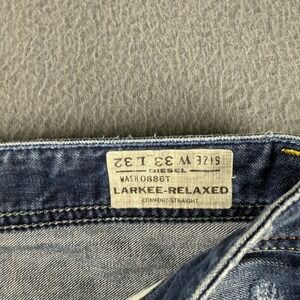 SIZE W 33 L 32
DIESEL
WASH 0886T
LARKEE-RELAXED
COMFORT-STRAIGHT